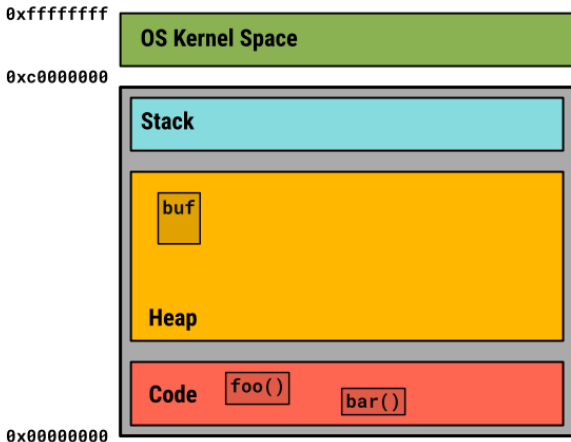 0xffffffff
OS Kernel Space
0xc0000000
Stack
buf
Heap
Code
foo()
bar()
0x00000000